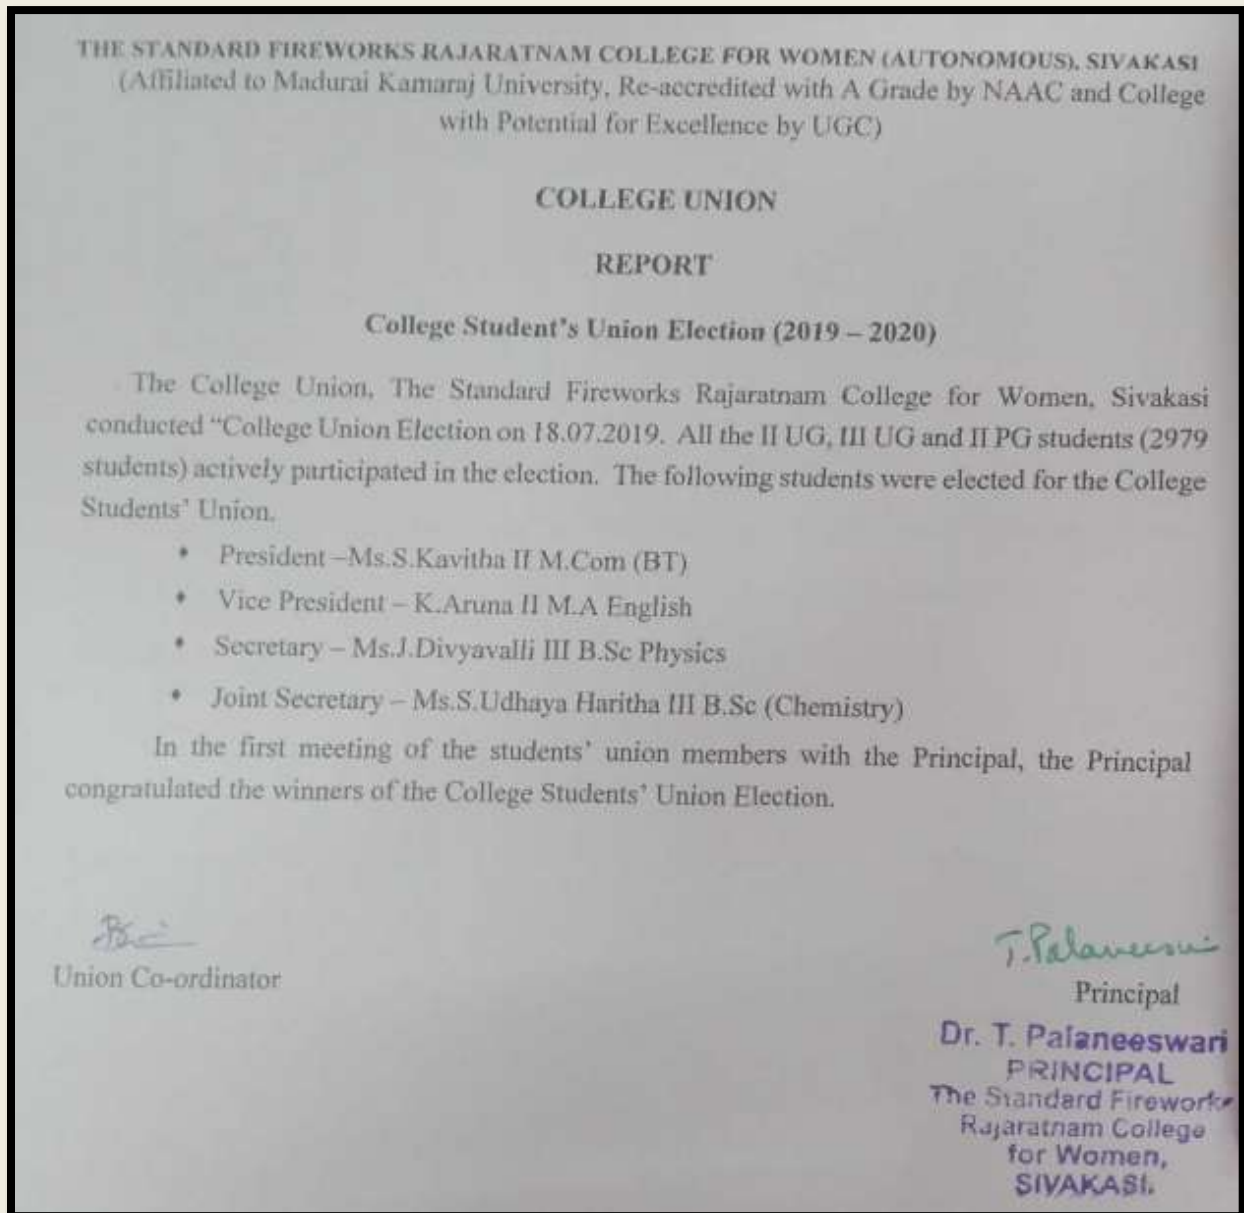 THE STANDARD FIREWORKS RAJARATNAM COLLEGE FOR WOMEN (AUTONOMOUS), SIVAKASI
(Affiliated to Madurai Kamaraj University, Re-accredited with A Grade by NAAC and College
with Potential for Excellence by UGC)
COLLEGE UNION
REPORT
College Student's Union Election (2019 – 2020)
The College Union, The Standard Fireworks Rajaratnam College for Women, Sivakasi
conducted "College Union Election on 18.07.2019. All the II UG, III UG and II PG students (2979
students) actively participated in the election. The following students were elected for the College
Students' Union.
• President –Ms.S.Kavitha II M.Com (BT)
• Vice President – K.Aruna II M.A English
• Secretary – Ms.J.Divyavalli III B.Sc Physics
• Joint Secretary – Ms.S.Udhaya Haritha III B.Sc (Chemistry)
In the first meeting of the students' union members with the Principal, the Principal
congratulated the winners of the College Students' Union Election.
Union Co-ordinator
T. Palaneeswari
Principal
Dr. T. Palaneeswari
PRINCIPAL
The Standard Fireworks
Rajaratnam College
for Women,
SIVAKASI.